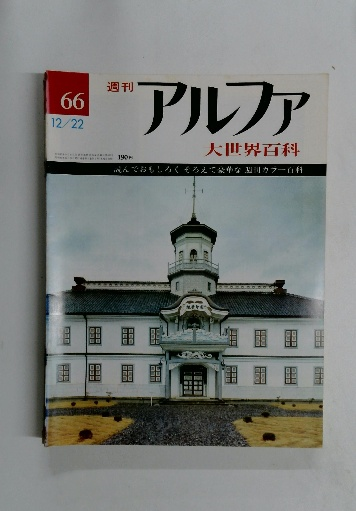 66
12/22
週刊
アルファ
大世界百科
190円
読んでおもしろく そろえて豪華な 週刊カラー百科